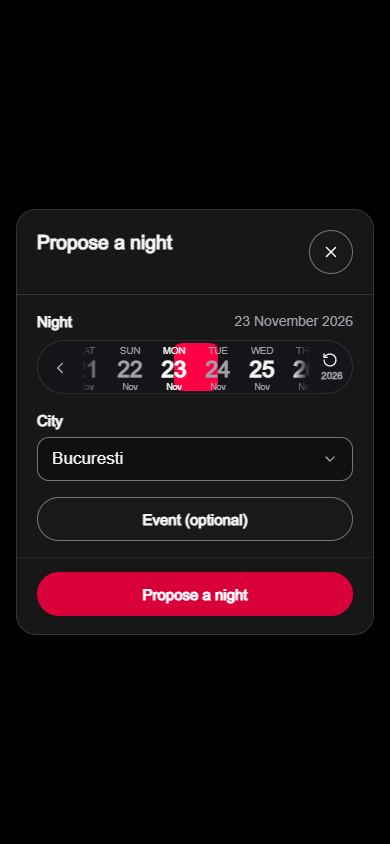 Propose a night
Night 23 November 2026
SUN MON TUE WED
22 23 24 25 2026
Nov Nov Nov Nov
City
Bucuresti
Event (optional)
Propose a night